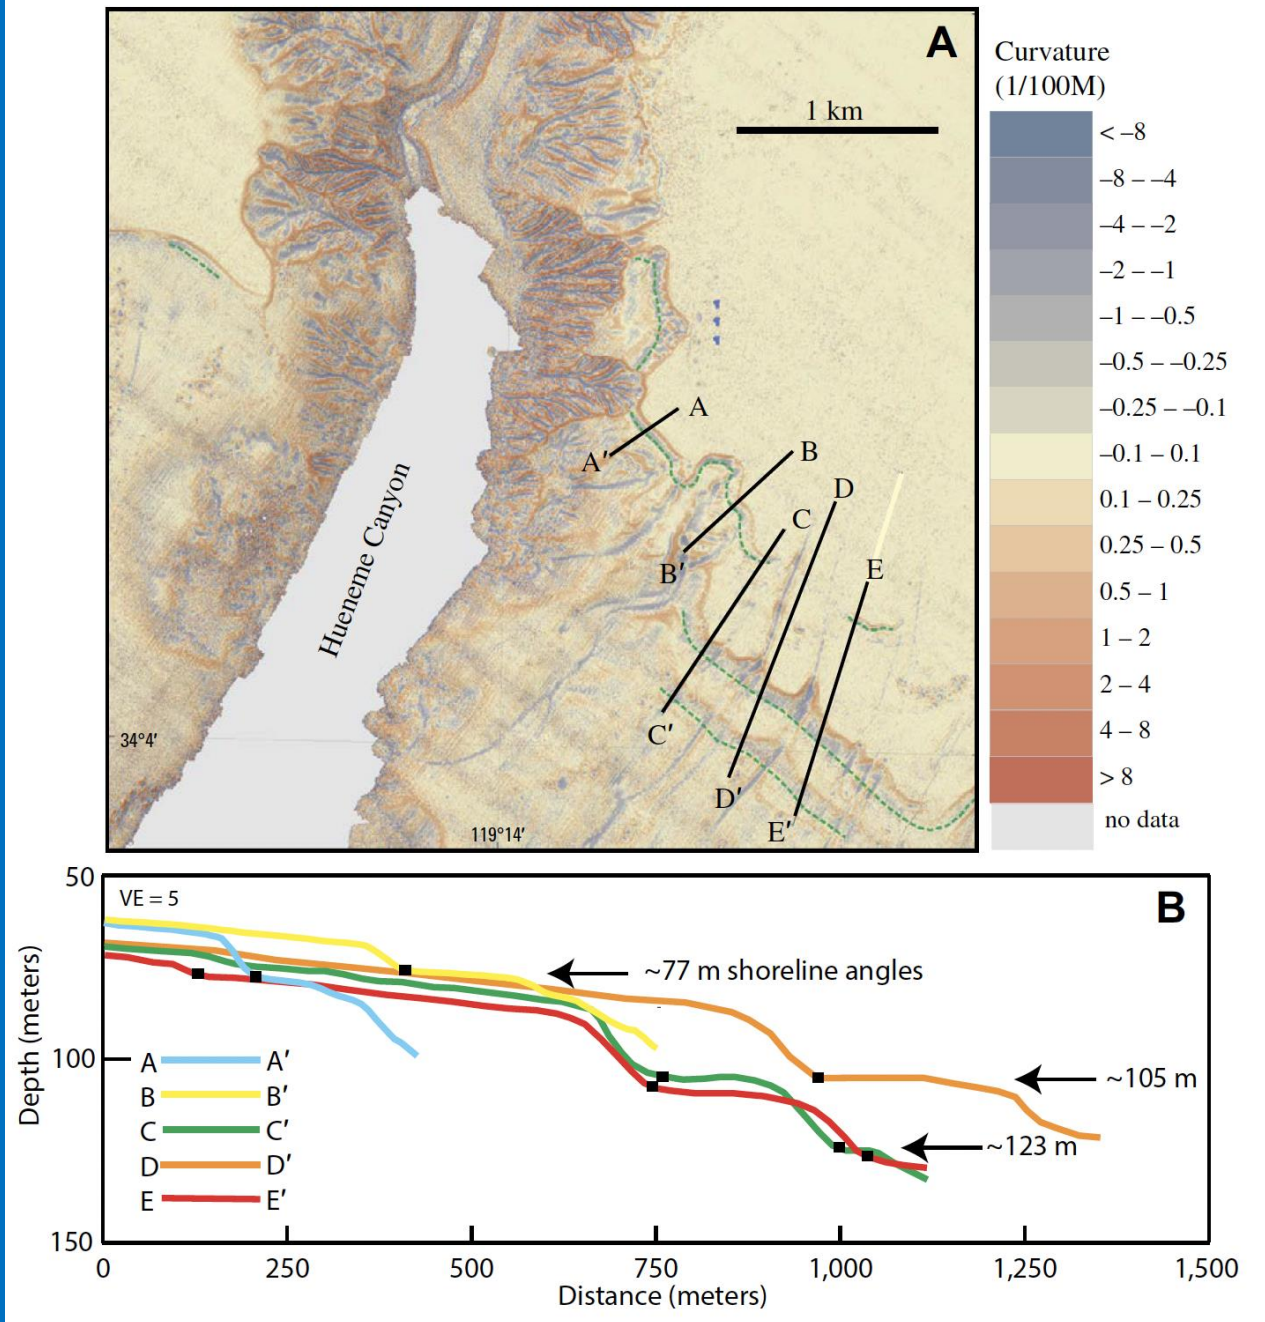 A
Curvature
(1/100M)
1 km
< –8
–8 – –4
–4 – –2
–2 – –1
–1 – –0.5
–0.5 – –0.25
–0.25 – –0.1
–0.1 – 0.1
0.1 – 0.25
0.25 – 0.5
0.5 – 1
1 – 2
2 – 4
4 – 8
> 8
no data
A
A′
B
B′
C
C′
D
D′
E
E′
Hueneme Canyon
34°4′
119°14′
50
VE = 5
B
~77 m shoreline angles
Depth (meters)
100
A A′
B B′
C C′
D D′
E E′
~105 m
~123 m
150
0 250 500 750 1,000 1,250 1,500
Distance (meters)